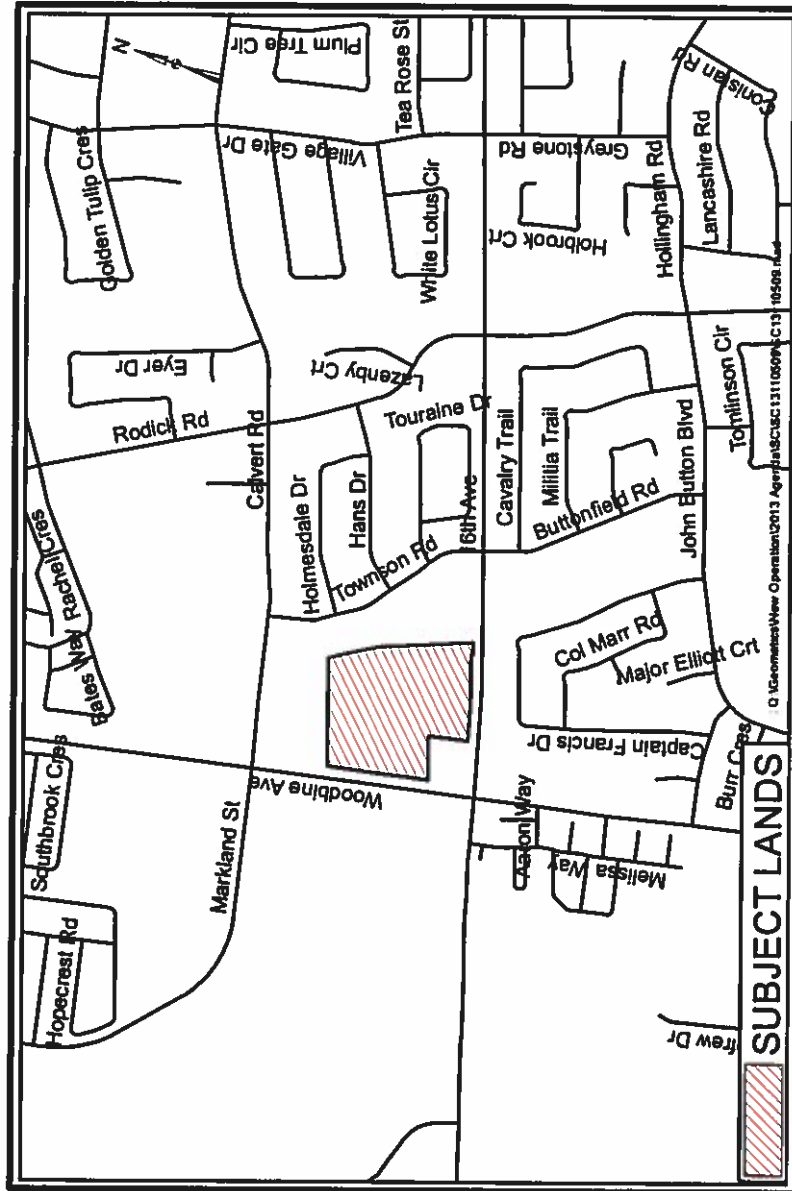 N
Plum Tree Cir
Tea Rose St
Golden Tulip Cres
Village Gate Dr
White Lotus Cir
Greystone Rd
Hollingham Rd
Lancashire Rd
Conistan Rd
Holbrook Crt
Eyer Dr
Lazenby Crt
Rodick Rd
Calvert Rd
Touraine Dr
Holmesdale Dr
Hans Dr
Townson Rd
16th Ave
Cavalry Trail
Militia Trail
Buttonfield Rd
John Button Blvd
Tomlinson Cir
Rachel Cres
Bates Way
Southbrook Cres
Hopecrest Rd
Markland St
Woodbine Ave
Col Marr Rd
Major Elliott Crt
Captain Francis Dr
Burr Cres
Aaron Way
Melissa Way
frew Dr
SUBJECT LANDS